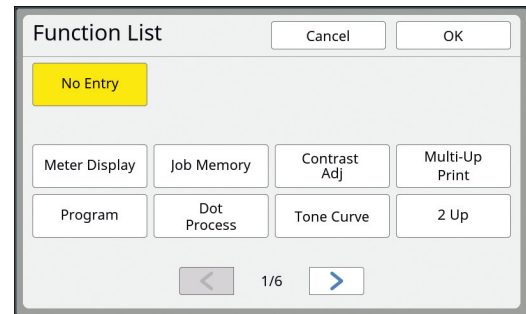 Function List
Cancel
OK
No Entry
Meter Display
Job Memory
Contrast
Adj
Multi-Up
Print
Program
Dot
Process
Tone Curve
2 Up
1/6